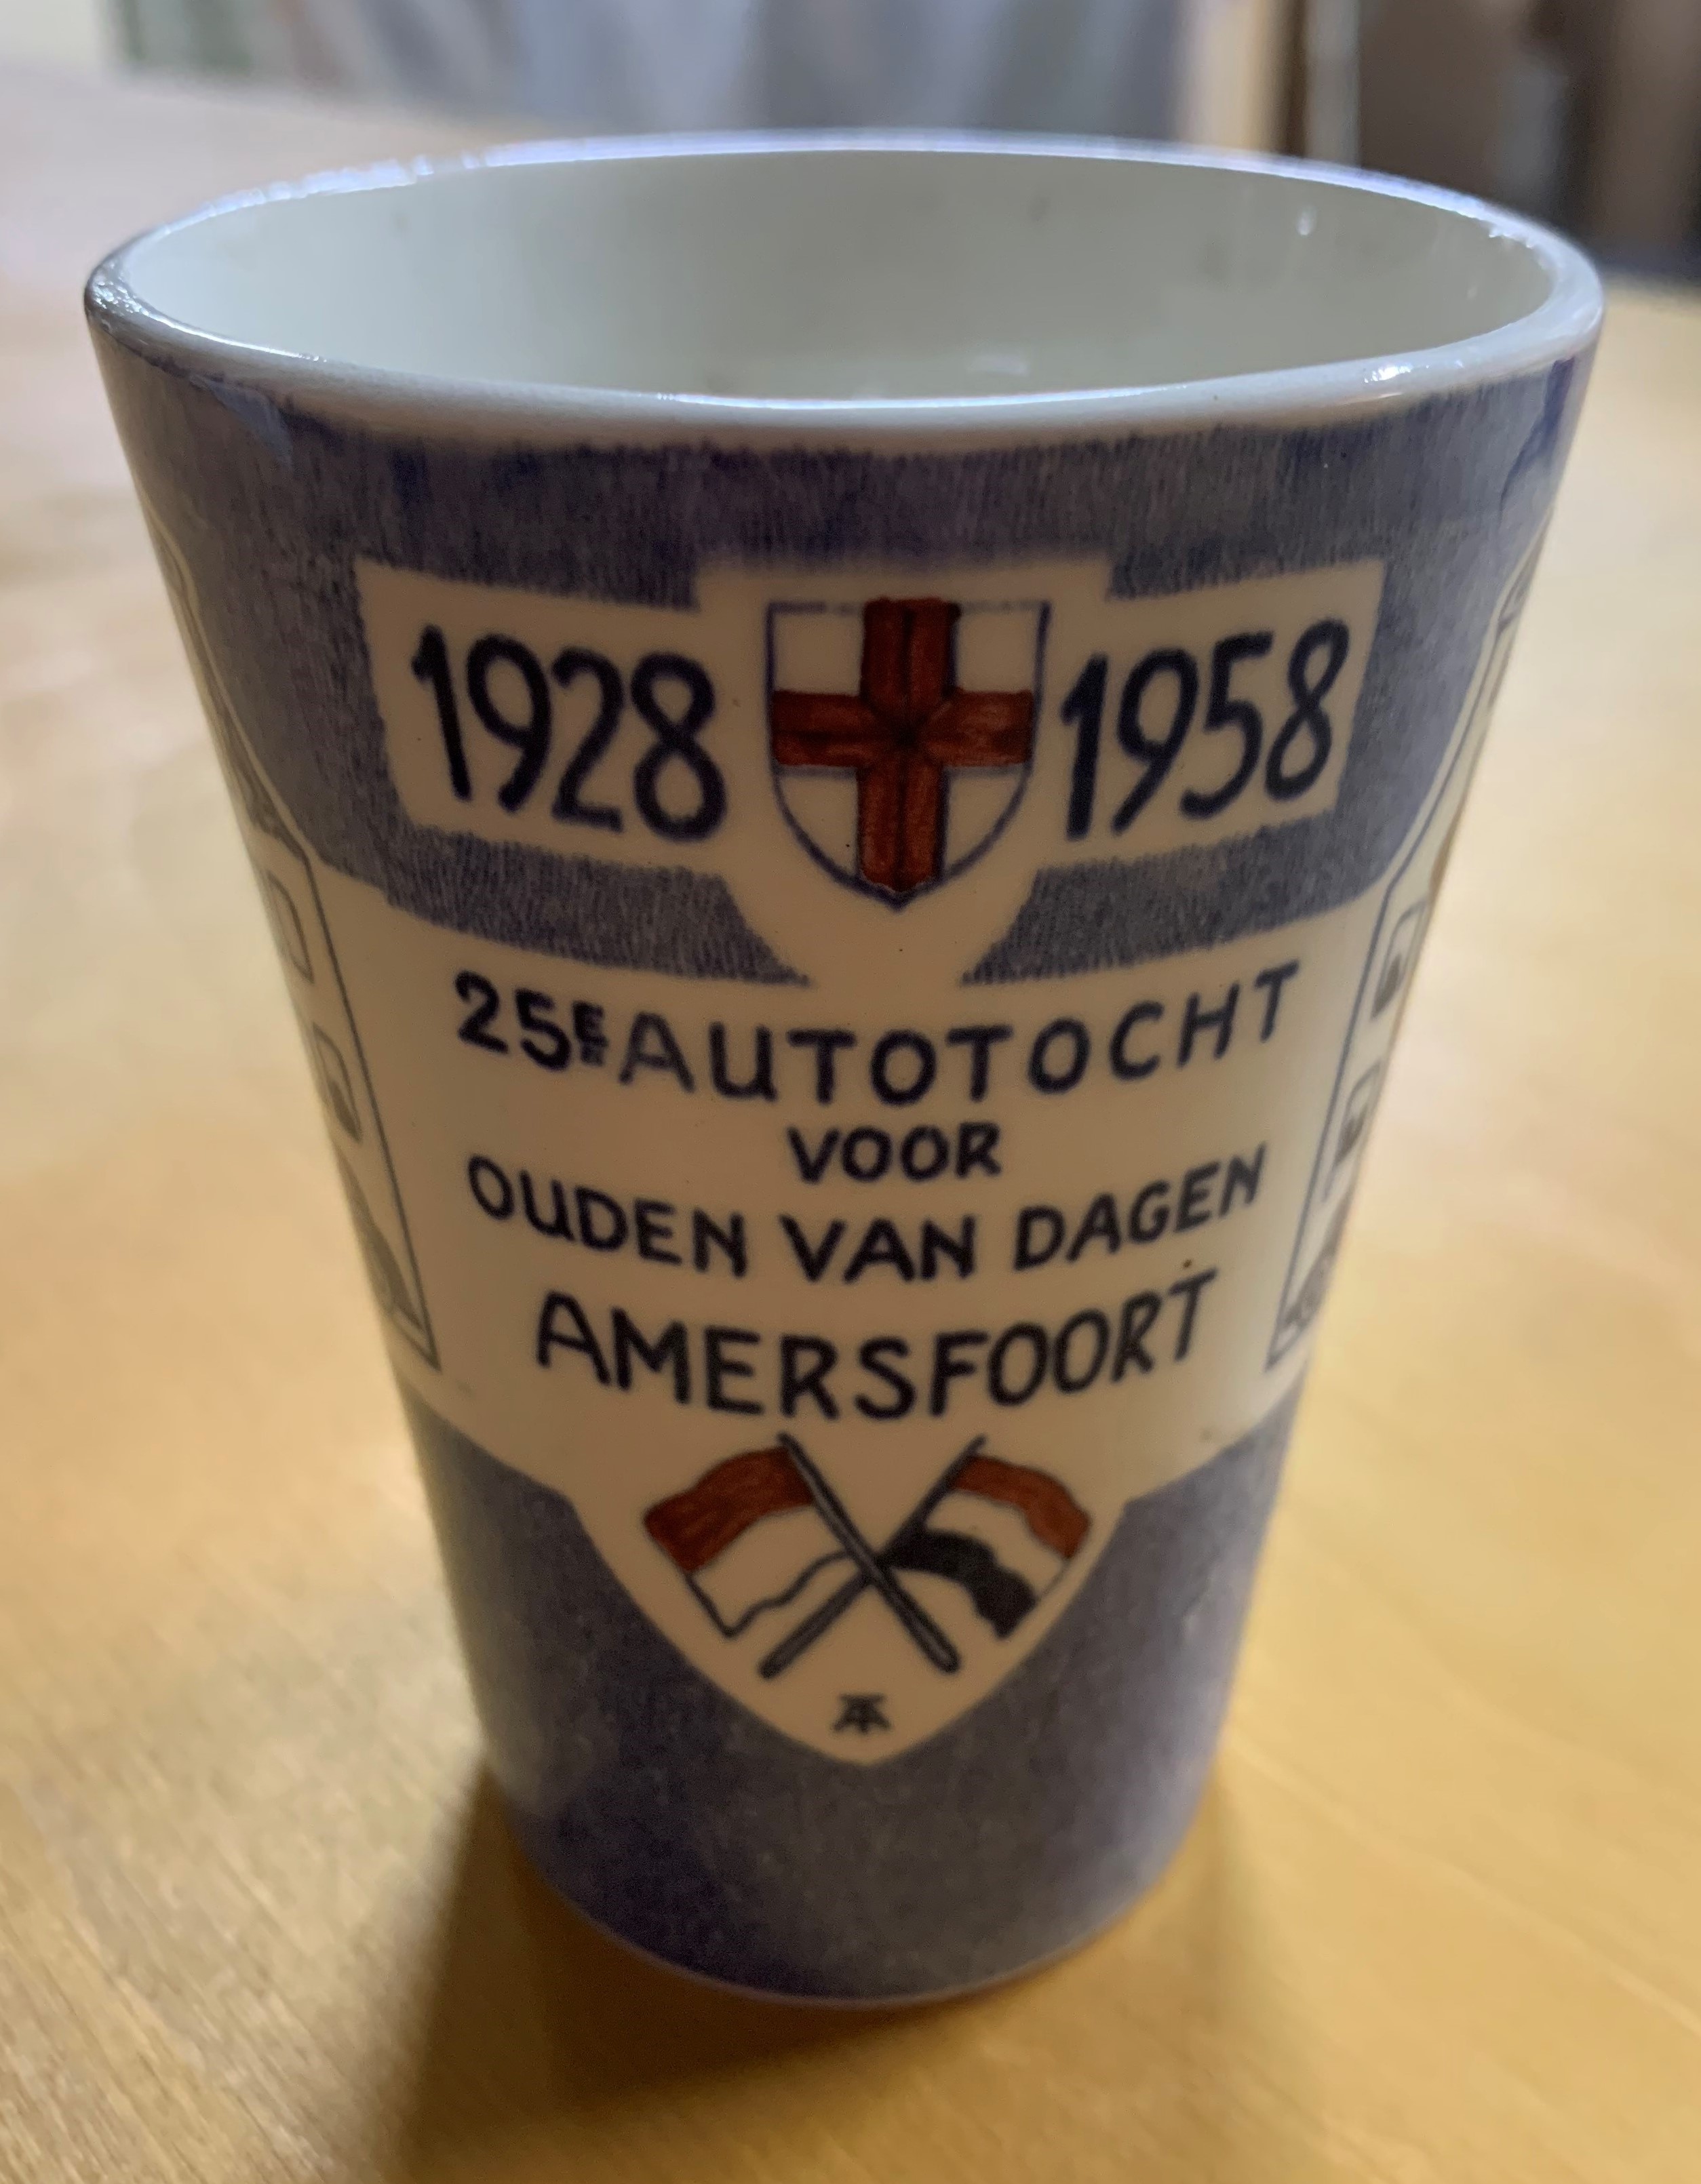 1928 1958
25E AUTOTOCHT
VOOR
OUDEN VAN DAGEN
AMERSFOORT